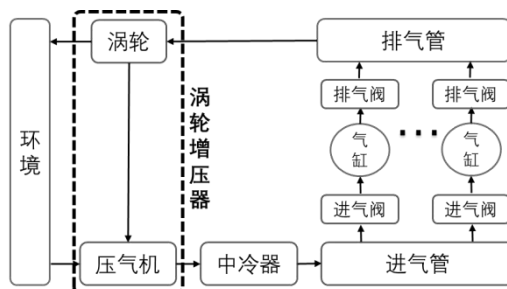 涡轮
排气管
排气阀
排气阀
涡轮增压器
环境
气缸
气缸
进气阀
进气阀
压气机
中冷器
进气管